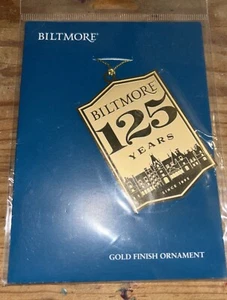 BILTMORE®
BILTMORE
125
YEARS
SINCE 1895
GOLD FINISH ORNAMENT